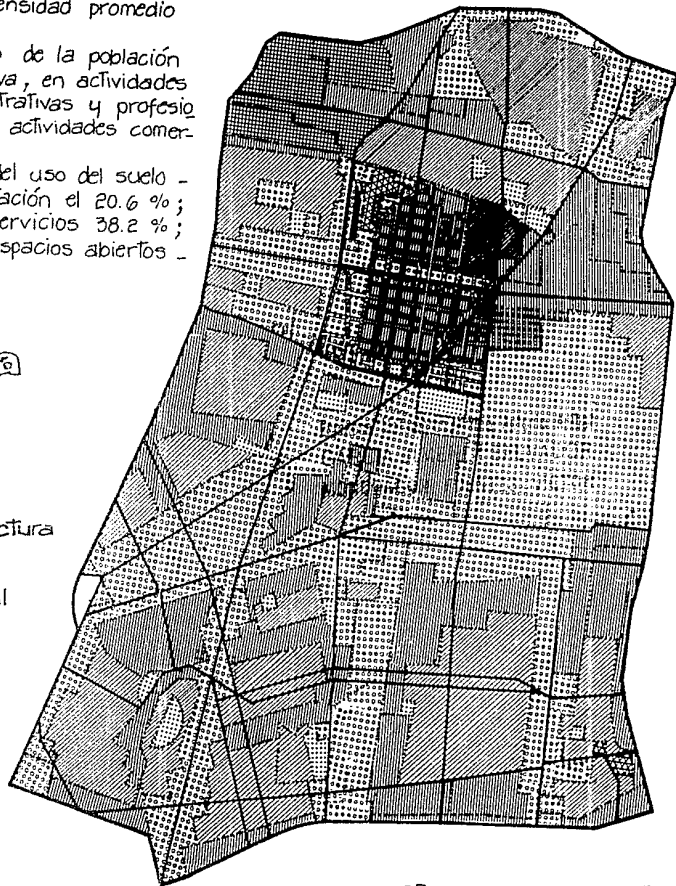 ensidad promedio
de la población
va, en actividades
trativas y profesio
actividades comer-
del uso del suelo -
ación el 20.6 %;
servicios 38.2 %;
spacios abiertos -
ctura